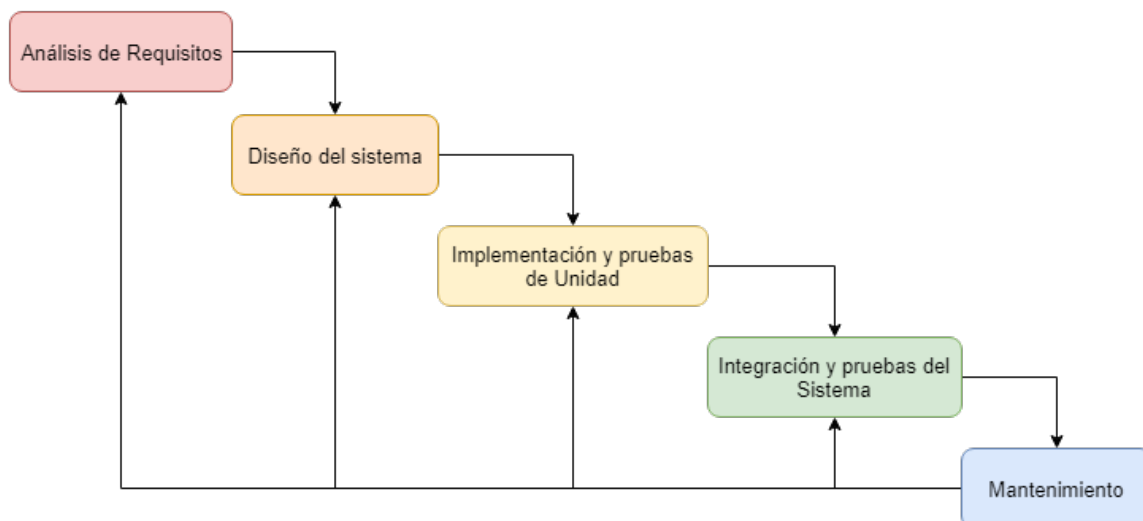 Análisis de Requisitos
Diseño del sistema
Implementación y pruebas
de Unidad
Integración y pruebas del
Sistema
Mantenimiento